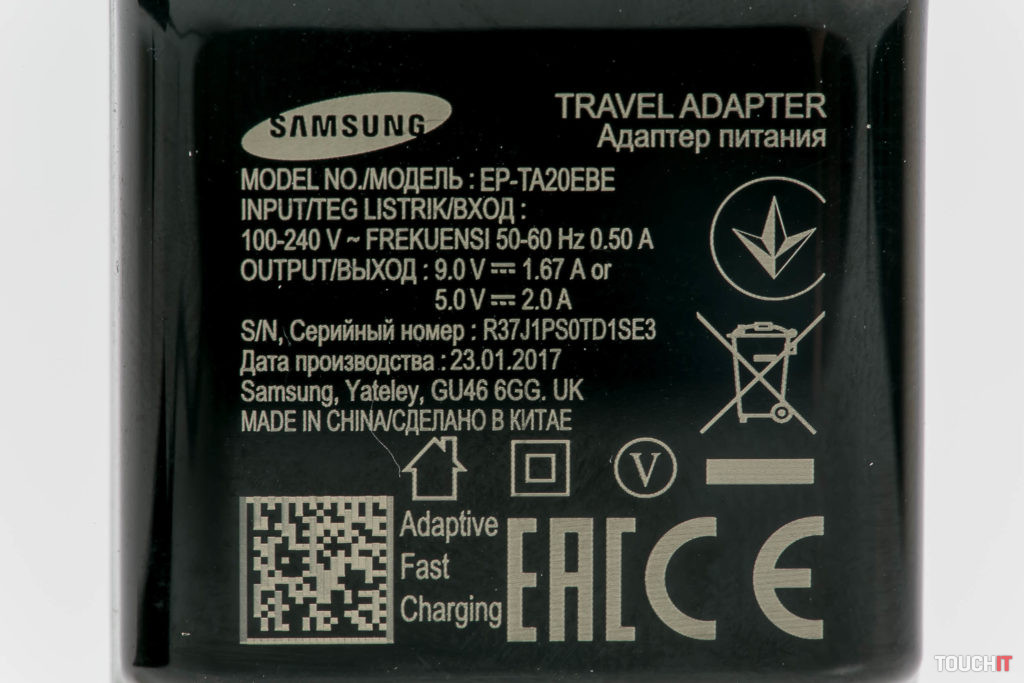 SAMSUNG
TRAVEL ADAPTER
Адаптер питания
MODEL NO./МОДЕЛЬ : EP-TA20EBE
INPUT/TEG LISTRIK/ВХОД :
100-240 V ~ FREKUENSI 50-60 Hz 0.50 A
OUTPUT/ВЫХОД : 9.0 V ⎓ 1.67 A or
5.0 V ⎓ 2.0 A
S/N, Серийный номер : R37J1PS0TD1SE3
Дата производства : 23.01.2017
Samsung, Yateley, GU46 6GG. UK
MADE IN CHINA/СДЕЛАНО В КИТАЕ
V
Adaptive
Fast
Charging
EAC CE
TOUCHIT